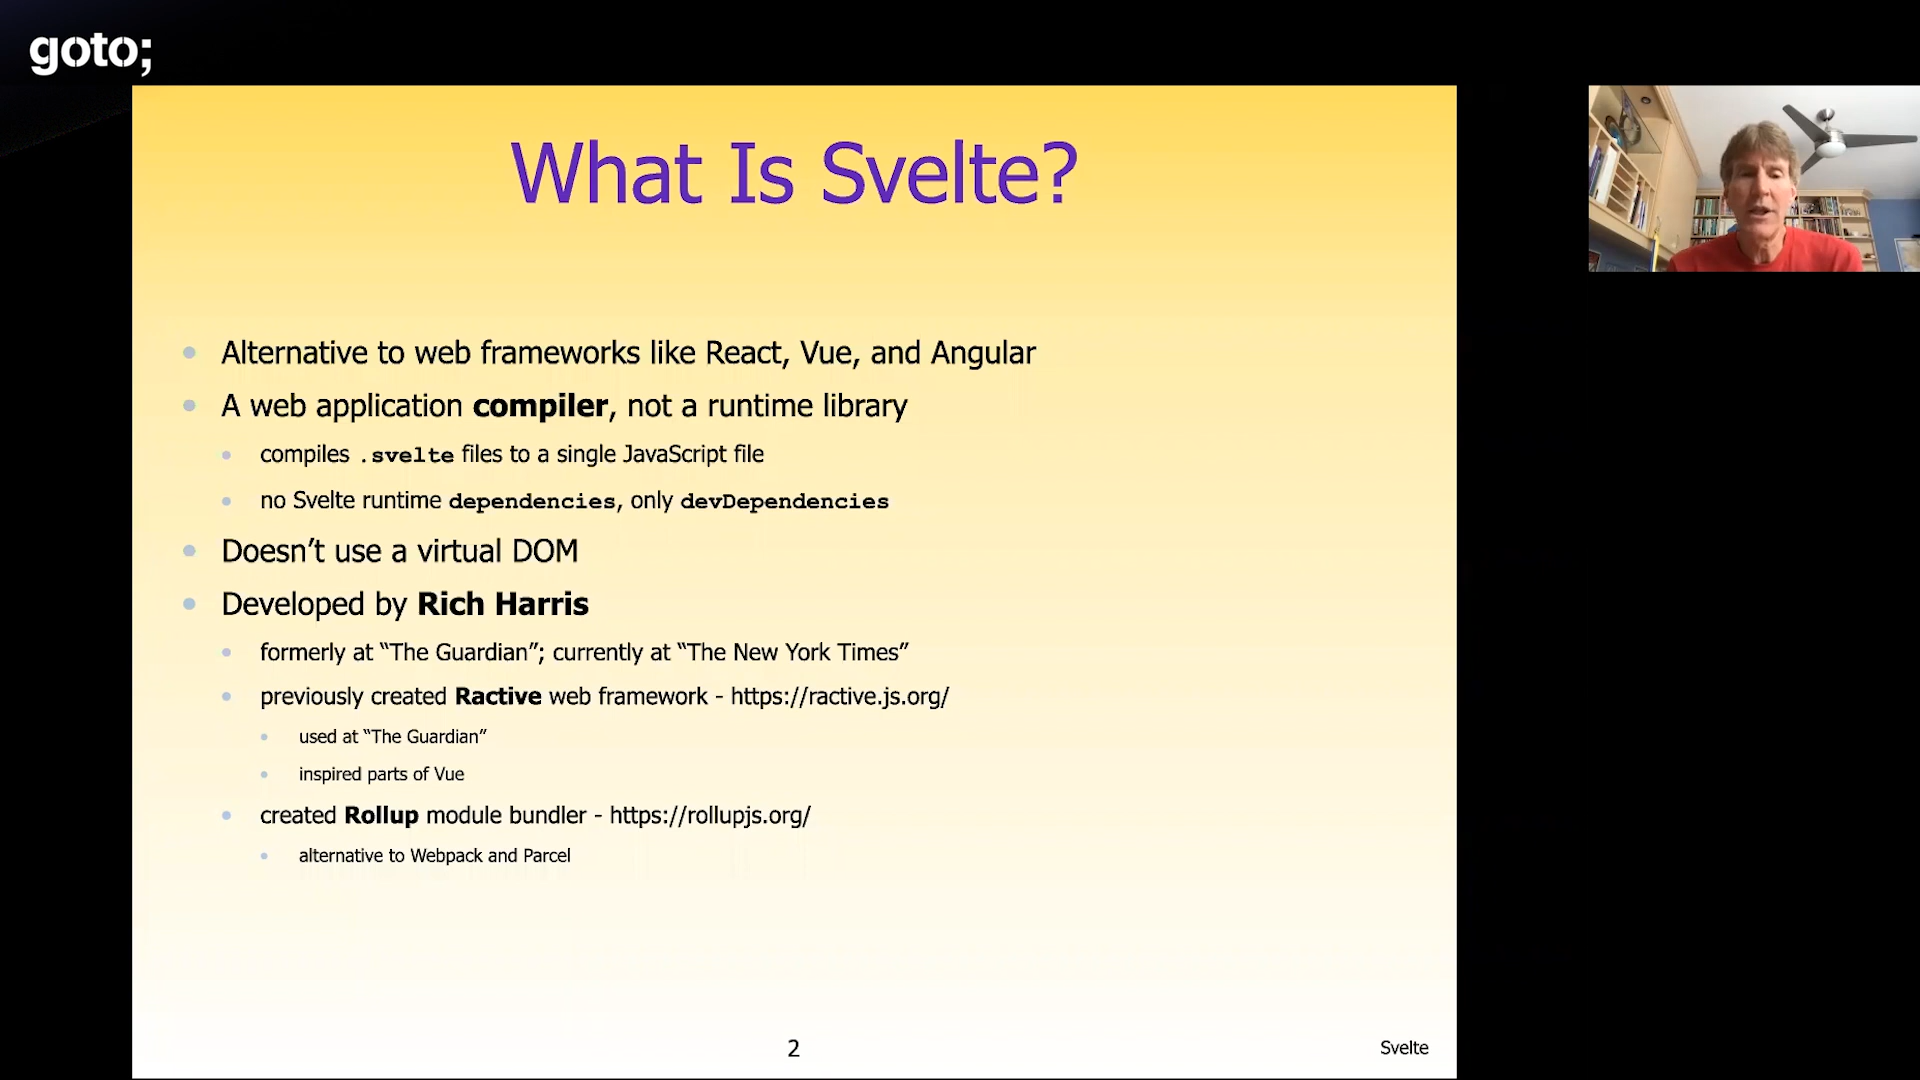 goto;
What Is Svelte?
Alternative to web frameworks like React, Vue, and Angular
A web application compiler, not a runtime library
compiles .svelte files to a single JavaScript file
no Svelte runtime dependencies, only devDependencies
Doesn’t use a virtual DOM
Developed by Rich Harris
formerly at “The Guardian”; currently at “The New York Times”
previously created Ractive web framework - https://ractive.js.org/
used at “The Guardian”
inspired parts of Vue
created Rollup module bundler - https://rollupjs.org/
alternative to Webpack and Parcel
2
Svelte